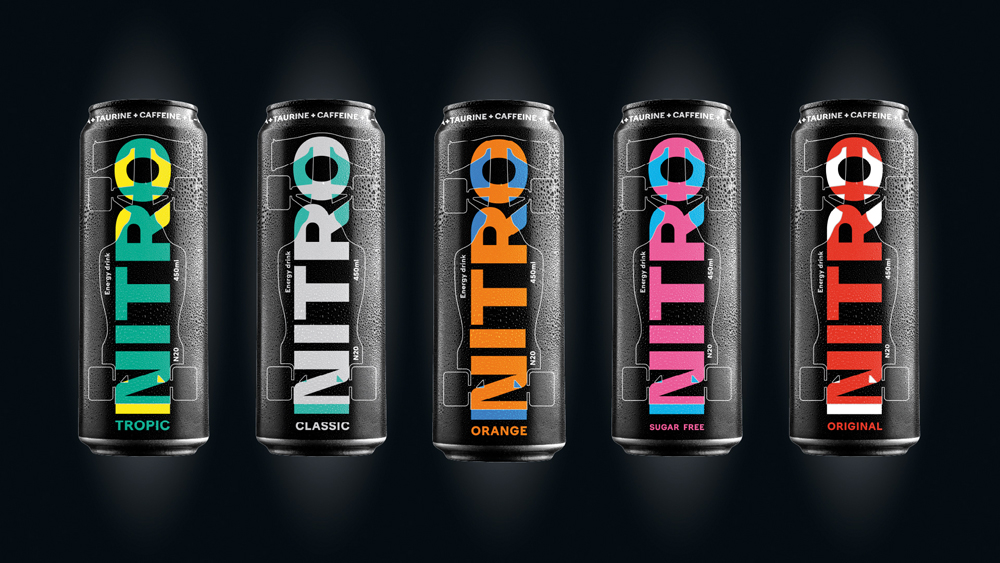 +TAURINE + CAFFEINE +
NITRO
Energy drink
450ml
N20
TROPIC
+TAURINE + CAFFEINE +
NITRO
Energy drink
450ml
N20
CLASSIC
+TAURINE + CAFFEINE +
NITRO
Energy drink
450ml
N20
ORANGE
+TAURINE + CAFFEINE +
NITRO
Energy drink
450ml
N20
SUGAR FREE
+TAURINE + CAFFEINE +
NITRO
Energy drink
450ml
N20
ORIGINAL